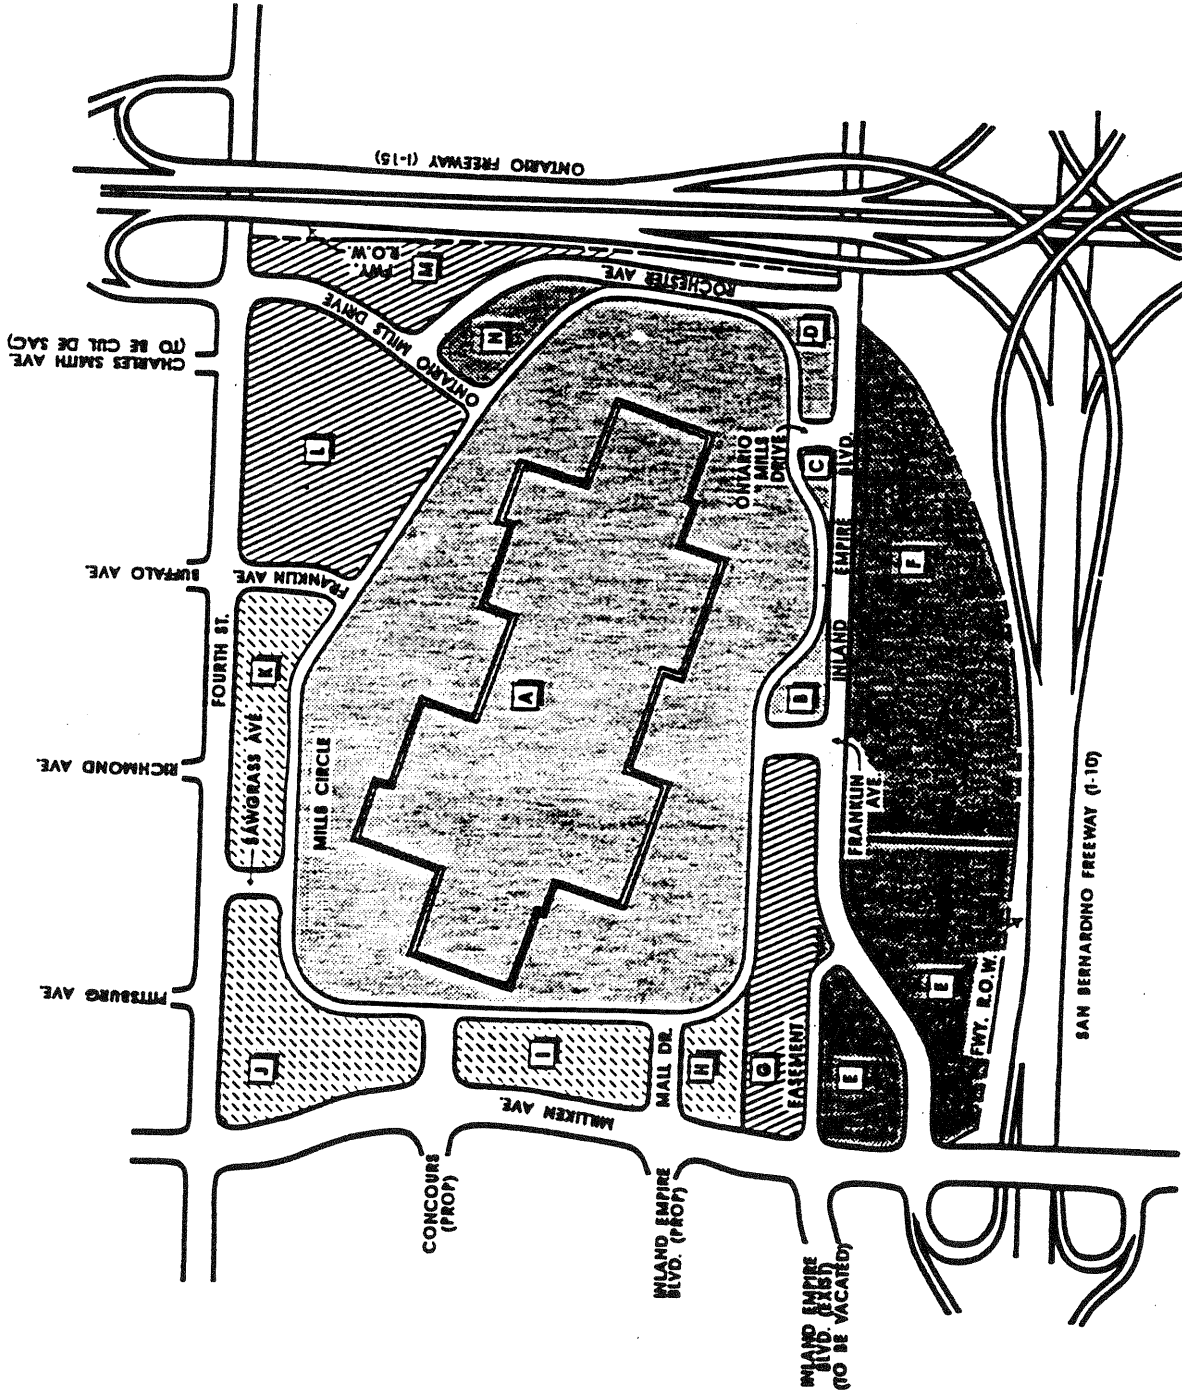 ONTARIO FREEWAY (I-15)
FWY.
R.O.W.
M
ROCHESTER AVE.
ONTARIO MILLS DRIVE
N
D
CHARLES SMITH AVE.
(TO BE CUL DE SAC)
L
ONTARIO
MILLS
DRIVE
C
INLAND EMPIRE BLVD.
F
BUFFALO AVE.
FRANKLIN AVE.
FOURTH ST.
K
A
B
RICHMOND AVE.
SAWGRASS AVE
MILLS CIRCLE
FRANKLIN
AVE.
SAN BERNARDINO FREEWAY (I-10)
PITTSBURG AVE.
J
I
MALL DR.
H
G
EASEMENT
E
E
FWY. R.O.W.
MILLIKEN AVE.
CONCOURS
(PROP)
INLAND EMPIRE
BLVD. (PROP)
INLAND EMPIRE
BLVD. (EXIST)
(TO BE VACATED)